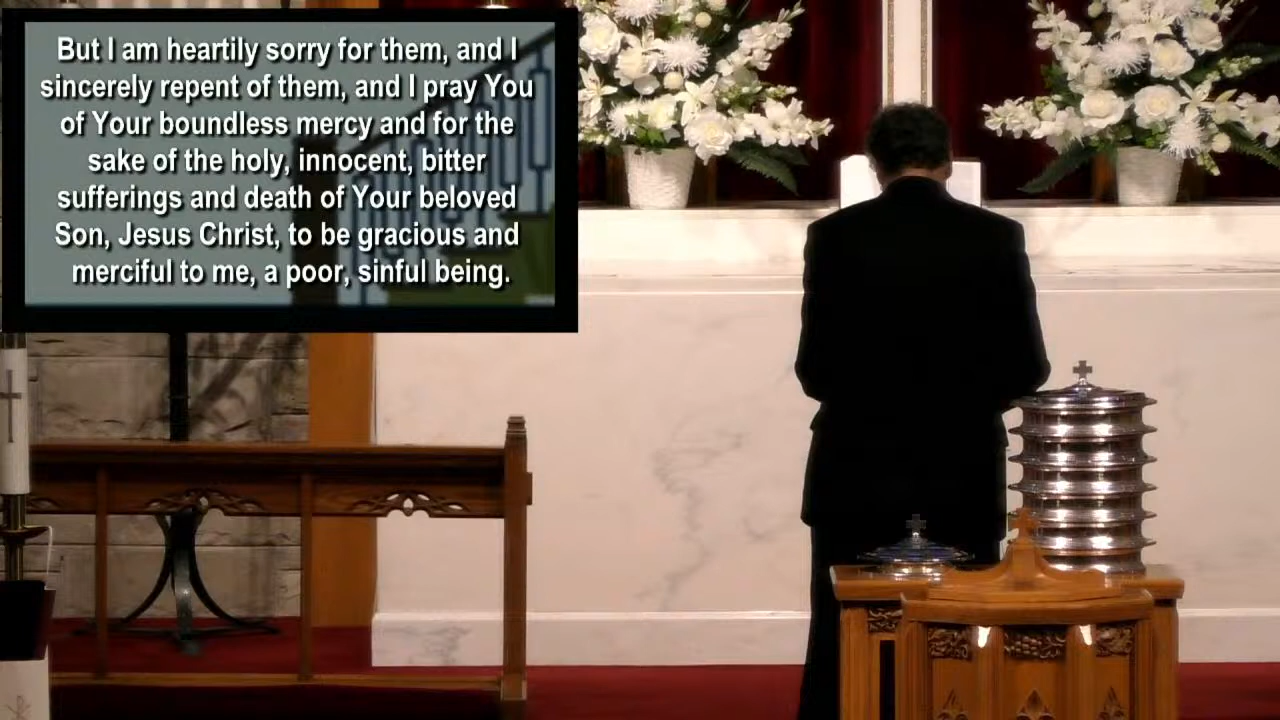 But I am heartily sorry for them, and I
sincerely repent of them, and I pray You
of Your boundless mercy and for the
sake of the holy, innocent, bitter
sufferings and death of Your beloved
Son, Jesus Christ, to be gracious and
merciful to me, a poor, sinful being.